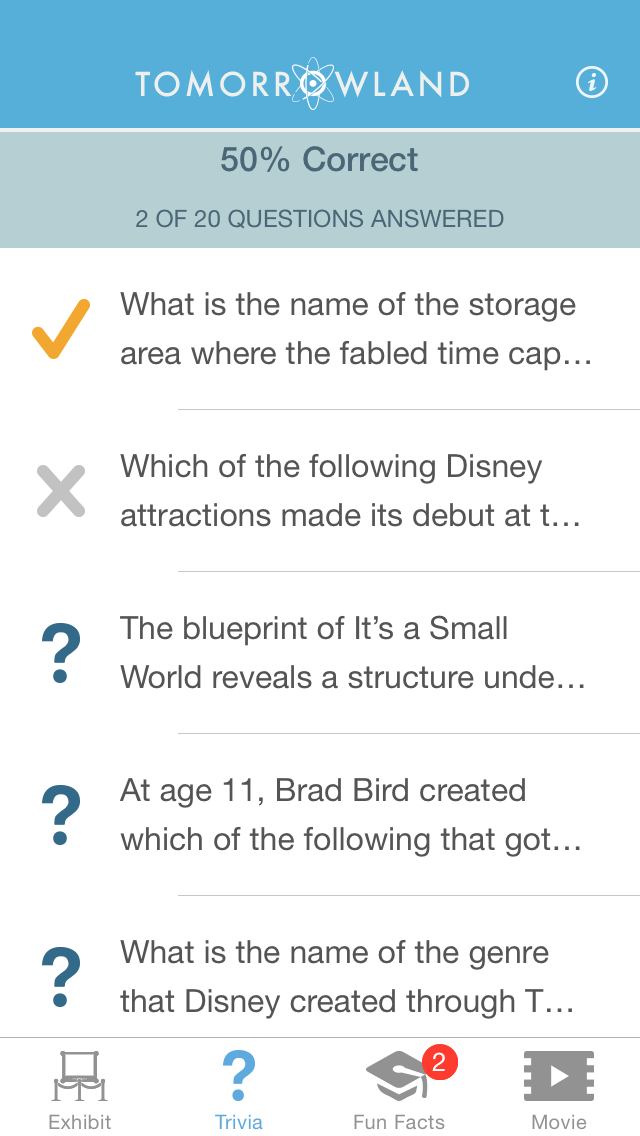 TOMORROWLAND
i
50% Correct
2 OF 20 QUESTIONS ANSWERED
What is the name of the storage
area where the fabled time cap…
Which of the following Disney
attractions made its debut at t…
The blueprint of It’s a Small
World reveals a structure unde…
At age 11, Brad Bird created
which of the following that got…
What is the name of the genre
that Disney created through T…
2
Exhibit
Trivia
Fun Facts
Movie